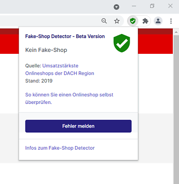 Fake-Shop Detector - Beta Version
Kein Fake-Shop
Quelle: Umsatzstärkste
Onlineshops der DACH Region
Stand: 2019
So können Sie einen Onlineshop selbst
überprüfen.
Fehler melden
Infos zum Fake-Shop Detector